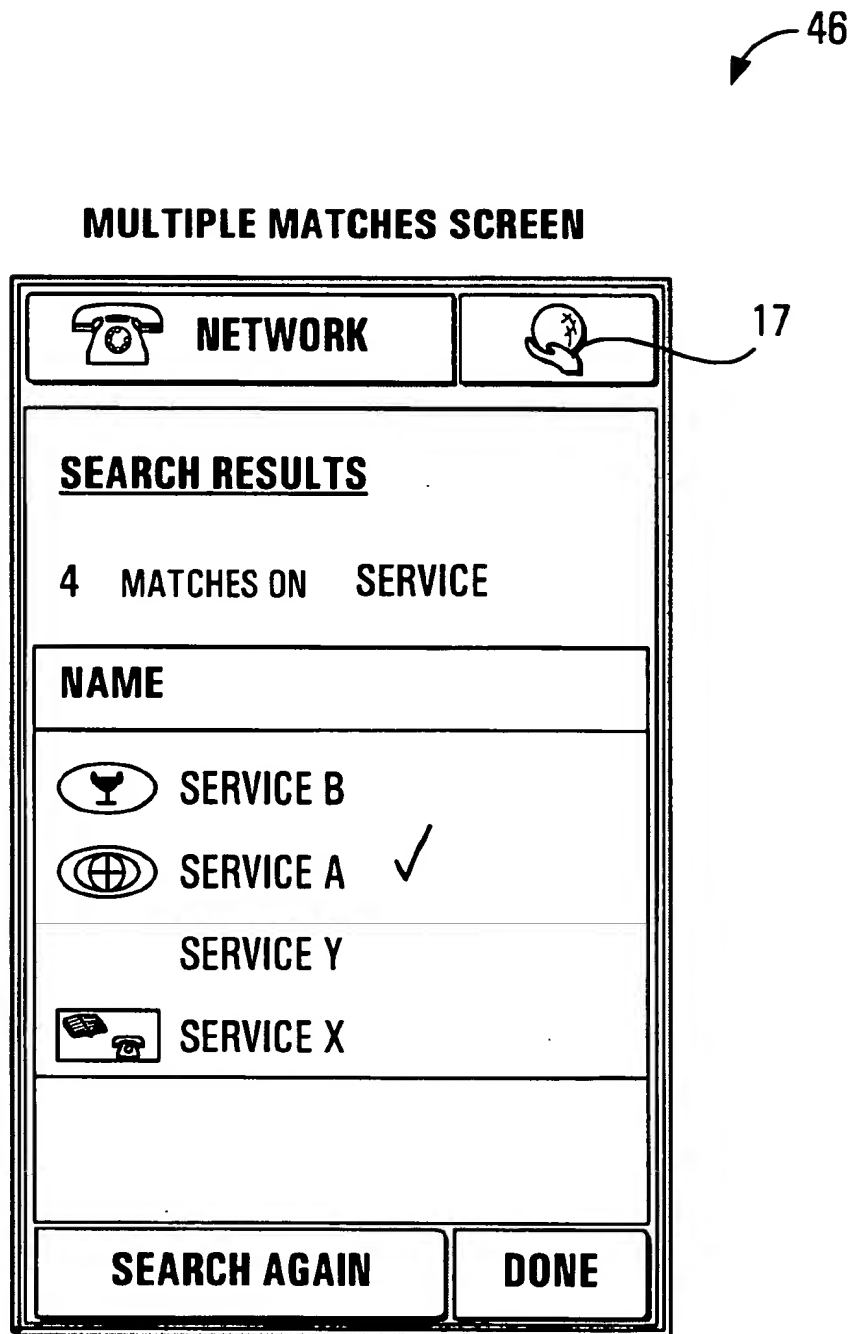 46
MULTIPLE MATCHES SCREEN
NETWORK
17
SEARCH RESULTS
4 MATCHES ON SERVICE
NAME
SERVICE B
SERVICE A ✓
SERVICE Y
SERVICE X
SEARCH AGAIN DONE